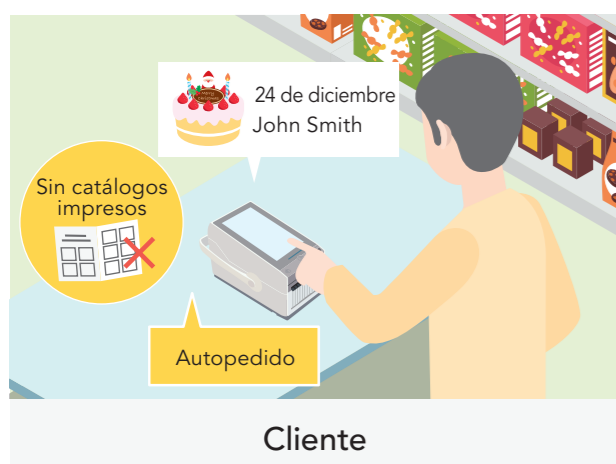 24 de diciembre
John Smith
Sin catálogos
impresos
Autopedido
Cliente